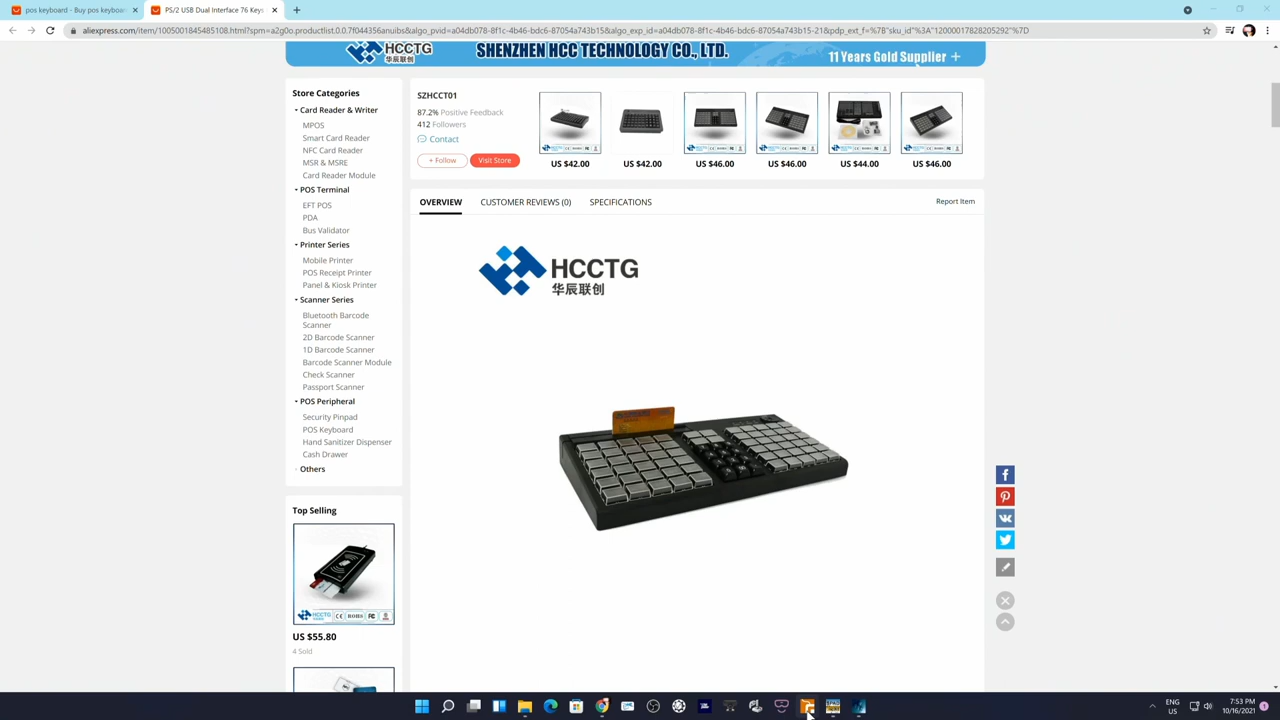 pos keyboard - Buy pos keyboar
PS/2 USB Dual Interface 76 Keys
aliexpress.com/item/1005001845485108.html?spm=a2g0o.productlist.0.0.7f044356anuibs&algo_pvid=a04db078-8f1c-4b46-bdc6-87054a743b15&algo_exp_id=a04db078-8f1c-4b46-bdc6-87054a743b15-21&pdp_ext_f=%7B"sku_id"%3A"12000017828205292"%7D
HCCTG
华辰联创
SHENZHEN HCC TECHNOLOGY CO., LTD.
11 Years Gold Supplier +
Store Categories
Card Reader & Writer
MPOS
Smart Card Reader
NFC Card Reader
MSR & MSRE
Card Reader Module
POS Terminal
EFT POS
PDA
Bus Validator
Printer Series
Mobile Printer
POS Receipt Printer
Panel & Kiosk Printer
Scanner Series
Bluetooth Barcode
Scanner
2D Barcode Scanner
1D Barcode Scanner
Barcode Scanner Module
Check Scanner
Passport Scanner
POS Peripheral
Security Pinpad
POS Keyboard
Hand Sanitizer Dispenser
Cash Drawer
Others
Top Selling
HCCTG
US $55.80
4 Sold
SZHCCT01
87.2% Positive Feedback
412 Followers
Contact
+ Follow
Visit Store
US $42.00
US $42.00
US $46.00
US $46.00
US $44.00
US $46.00
OVERVIEW
CUSTOMER REVIEWS (0)
SPECIFICATIONS
Report Item
HCCTG
华辰联创
ENG
US
7:53 PM
10/16/2021